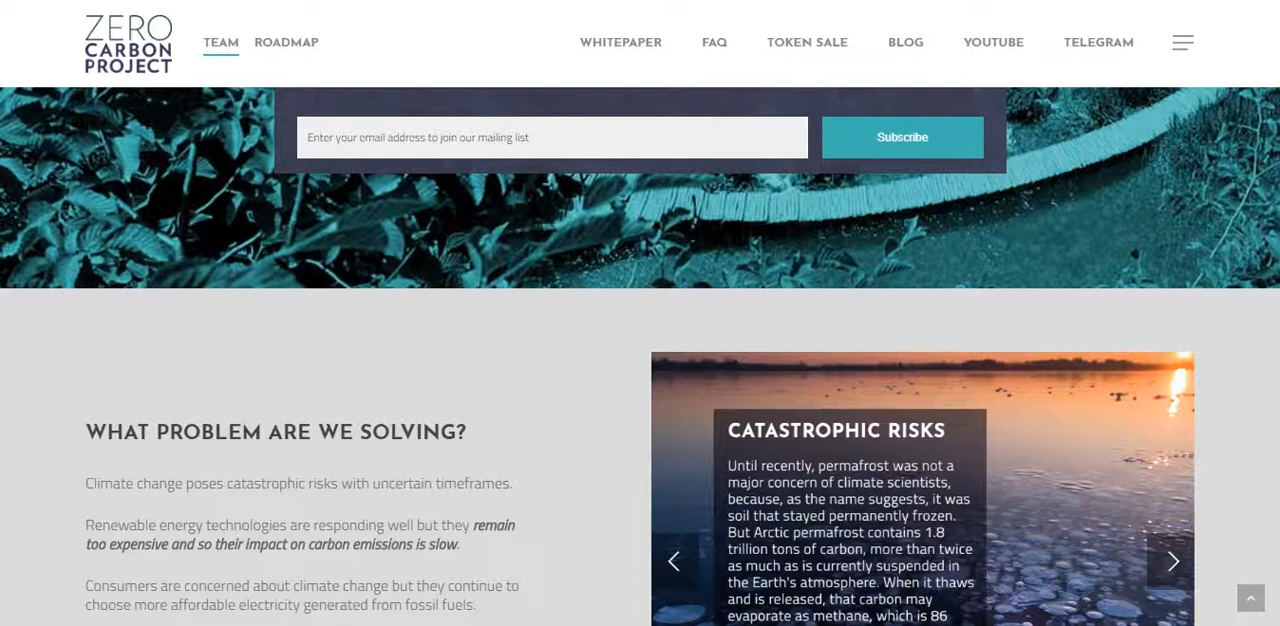 ZERO
CARBON
PROJECT
TEAM ROADMAP WHITEPAPER FAQ TOKEN SALE BLOG YOUTUBE TELEGRAM
Enter your email address to join our mailing list Subscribe
WHAT PROBLEM ARE WE SOLVING?
Climate change poses catastrophic risks with uncertain timeframes.
Renewable energy technologies are responding well but they remain
too expensive and so their impact on carbon emissions is slow.
Consumers are concerned about climate change but they continue to
choose more affordable electricity generated from fossil fuels.
CATASTROPHIC RISKS
Until recently, permafrost was not a
major concern of climate scientists,
because, as the name suggests, it was
soil that stayed permanently frozen.
But Arctic permafrost contains 1.8
trillion tons of carbon, more than twice
as much as is currently suspended in
the Earth's atmosphere. When it thaws
and is released, that carbon may
evaporate as methane, which is 86